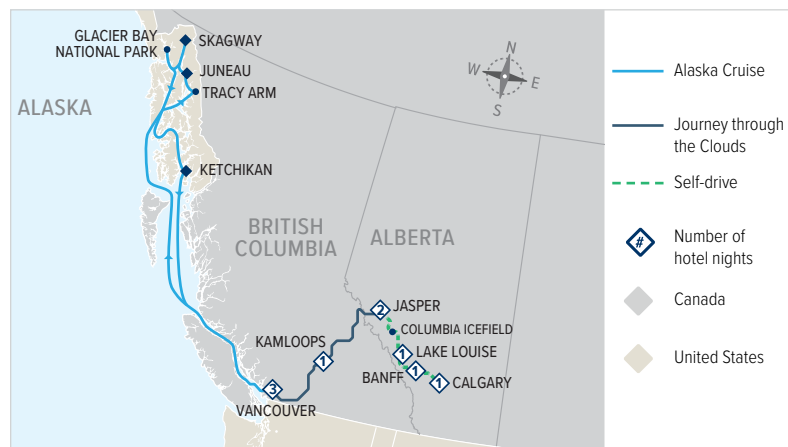 GLACIER BAY
NATIONAL PARK
SKAGWAY
JUNEAU
TRACY ARM
ALASKA
KETCHIKAN
BRITISH
COLUMBIA
ALBERTA
JASPER
2
COLUMBIA ICEFIELD
KAMLOOPS
1
LAKE LOUISE
1
BANFF
1
CALGARY
1
3
VANCOUVER
N
W
E
S
Alaska Cruise
Journey through
the Clouds
Self-drive
#
Number of
hotel nights
Canada
United States